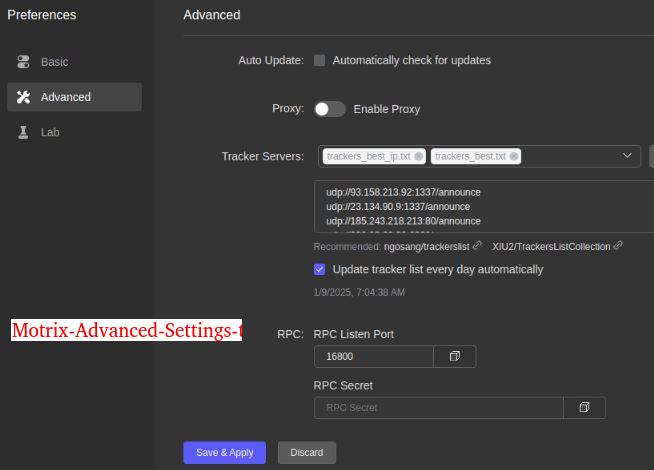 Preferences
Basic
Advanced
Lab
Advanced
Auto Update: Automatically check for updates
Proxy: Enable Proxy
Tracker Servers: trackers_best_ip.txt trackers_best.txt
udp://93.158.213.92:1337/announce
udp://23.134.90.9:1337/announce
udp://185.243.218.213:80/announce
Recommended: ngosang/trackerslist XIU2/TrackersListCollection
Update tracker list every day automatically
1/9/2025, 7:04:38 AM
Motrix-Advanced-Settings-
RPC: RPC Listen Port
16800
RPC Secret
RPC Secret
Save & Apply Discard